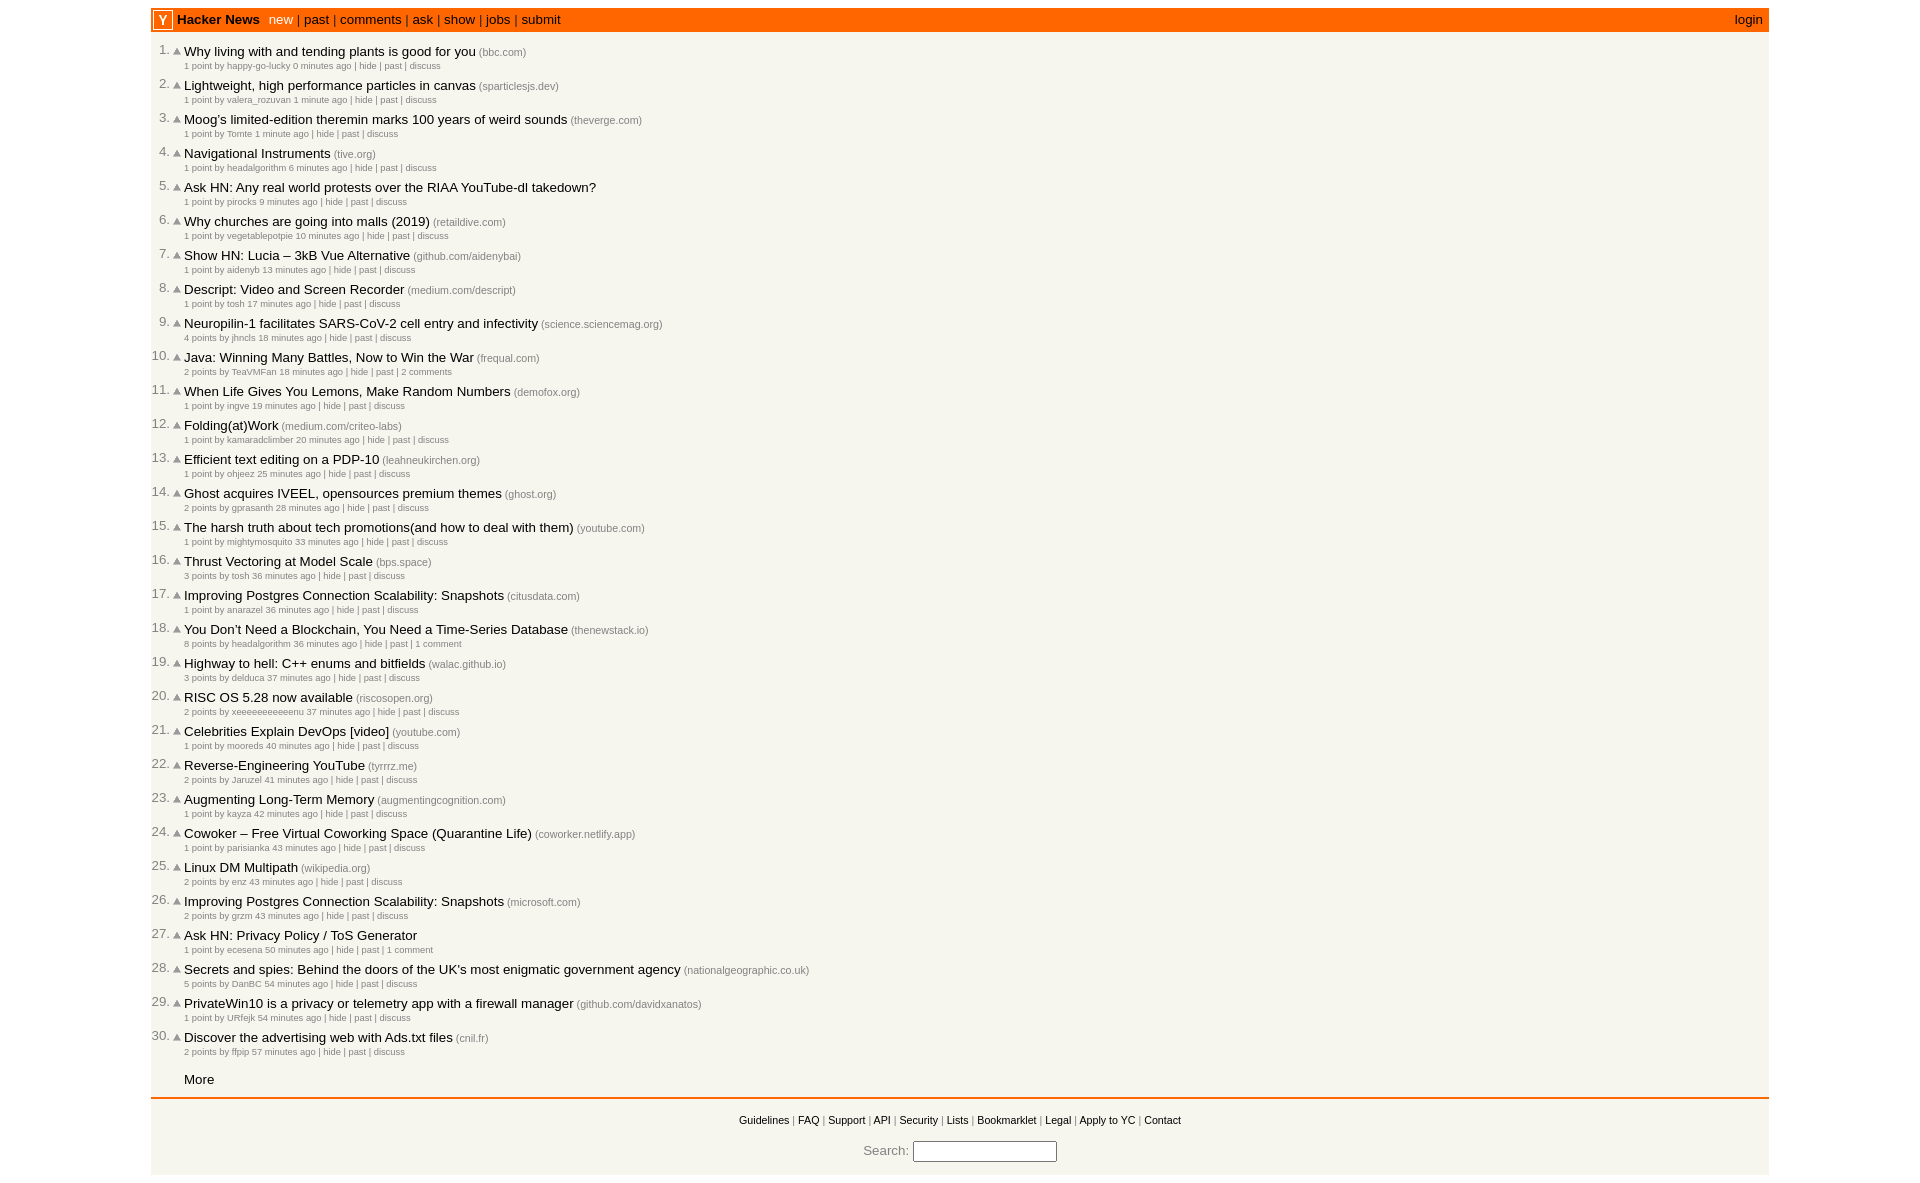 Y Hacker News new | past | comments | ask | show | jobs | submit login
1. Why living with and tending plants is good for you (bbc.com)
1 point by happy-go-lucky 0 minutes ago | hide | past | discuss
2. Lightweight, high performance particles in canvas (sparticlesjs.dev)
1 point by valera_rozuvan 1 minute ago | hide | past | discuss
3. Moog's limited-edition theremin marks 100 years of weird sounds (theverge.com)
1 point by Tomte 1 minute ago | hide | past | discuss
4. Navigational Instruments (tive.org)
1 point by headalgorithm 6 minutes ago | hide | past | discuss
5. Ask HN: Any real world protests over the RIAA YouTube-dl takedown?
1 point by pirocks 9 minutes ago | hide | past | discuss
6. Why churches are going into malls (2019) (retaildive.com)
1 point by vegetablepotpie 10 minutes ago | hide | past | discuss
7. Show HN: Lucia – 3kB Vue Alternative (github.com/aidenybai)
1 point by aidenyb 13 minutes ago | hide | past | discuss
8. Descript: Video and Screen Recorder (medium.com/descript)
1 point by tosh 17 minutes ago | hide | past | discuss
9. Neuropilin-1 facilitates SARS-CoV-2 cell entry and infectivity (science.sciencemag.org)
4 points by jhncls 18 minutes ago | hide | past | discuss
10. Java: Winning Many Battles, Now to Win the War (frequal.com)
2 points by TeaVMFan 18 minutes ago | hide | past | 2 comments
11. When Life Gives You Lemons, Make Random Numbers (demofox.org)
1 point by ingve 19 minutes ago | hide | past | discuss
12. Folding(at)Work (medium.com/criteo-labs)
1 point by kamaradclimber 20 minutes ago | hide | past | discuss
13. Efficient text editing on a PDP-10 (leahneukirchen.org)
1 point by ohjeez 25 minutes ago | hide | past | discuss
14. Ghost acquires IVEEL, opensources premium themes (ghost.org)
2 points by gprasanth 28 minutes ago | hide | past | discuss
15. The harsh truth about tech promotions(and how to deal with them) (youtube.com)
1 point by mightymosquito 33 minutes ago | hide | past | discuss
16. Thrust Vectoring at Model Scale (bps.space)
3 points by tosh 36 minutes ago | hide | past | discuss
17. Improving Postgres Connection Scalability: Snapshots (citusdata.com)
1 point by anarazel 36 minutes ago | hide | past | discuss
18. You Don't Need a Blockchain, You Need a Time-Series Database (thenewstack.io)
8 points by headalgorithm 36 minutes ago | hide | past | 1 comment
19. Highway to hell: C++ enums and bitfields (walac.github.io)
3 points by delduca 37 minutes ago | hide | past | discuss
20. RISC OS 5.28 now available (riscosopen.org)
2 points by xeeeeeeeeeeenu 37 minutes ago | hide | past | discuss
21. Celebrities Explain DevOps [video] (youtube.com)
1 point by mooreds 40 minutes ago | hide | past | discuss
22. Reverse-Engineering YouTube (tyrrrz.me)
2 points by Jaruzel 41 minutes ago | hide | past | discuss
23. Augmenting Long-Term Memory (augmentingcognition.com)
1 point by kayza 42 minutes ago | hide | past | discuss
24. Cowoker – Free Virtual Coworking Space (Quarantine Life) (coworker.netlify.app)
1 point by parisianka 43 minutes ago | hide | past | discuss
25. Linux DM Multipath (wikipedia.org)
2 points by enz 43 minutes ago | hide | past | discuss
26. Improving Postgres Connection Scalability: Snapshots (microsoft.com)
2 points by grzm 43 minutes ago | hide | past | discuss
27. Ask HN: Privacy Policy / ToS Generator
1 point by ecesena 50 minutes ago | hide | past | 1 comment
28. Secrets and spies: Behind the doors of the UK's most enigmatic government agency (nationalgeographic.co.uk)
5 points by DanBC 54 minutes ago | hide | past | discuss
29. PrivateWin10 is a privacy or telemetry app with a firewall manager (github.com/davidxanatos)
1 point by URfejk 54 minutes ago | hide | past | discuss
30. Discover the advertising web with Ads.txt files (cnil.fr)
2 points by ffpip 57 minutes ago | hide | past | discuss
More
Guidelines | FAQ | Support | API | Security | Lists | Bookmarklet | Legal | Apply to YC | Contact
Search: